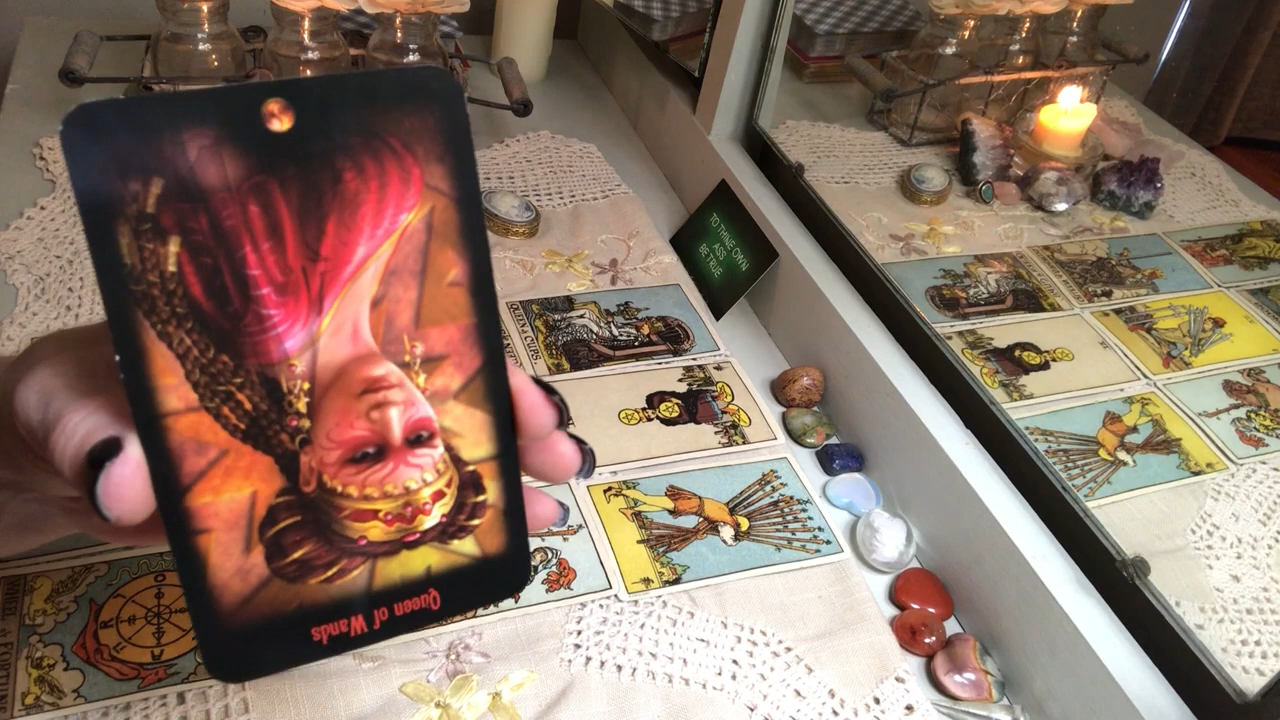 TO THINE OWN
ASS
BE TRUE
QUEEN of CUPS.
Queen of Wands
WHEEL of FORTUNE